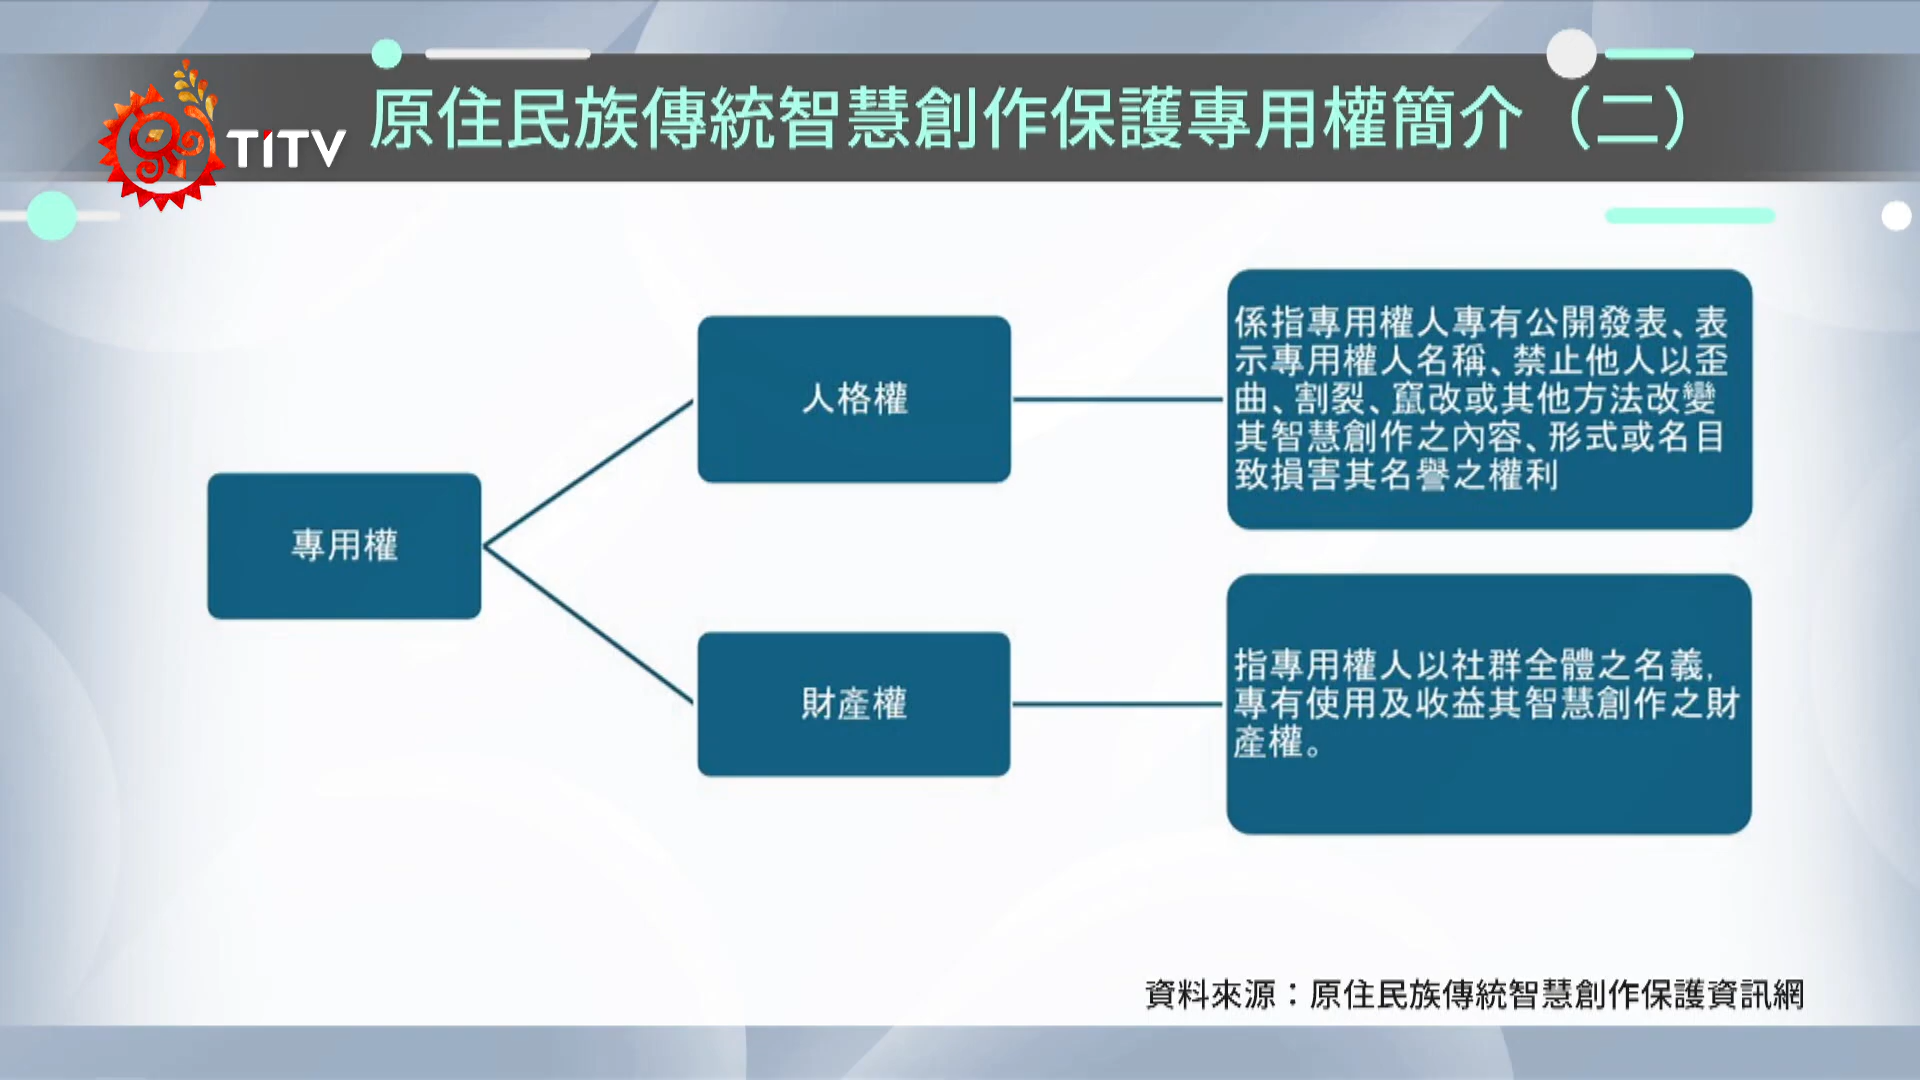 TITV
原住民族傳統智慧創作保護專用權簡介（二）
專用權
人格權
係指專用權人專有公開發表、表
示專用權人名稱、禁止他人以歪
曲、割裂、竄改或其他方法改變
其智慧創作之內容、形式或名目
致損害其名譽之權利
財產權
指專用權人以社群全體之名義,
專有使用及收益其智慧創作之財
產權。
資料來源：原住民族傳統智慧創作保護資訊網